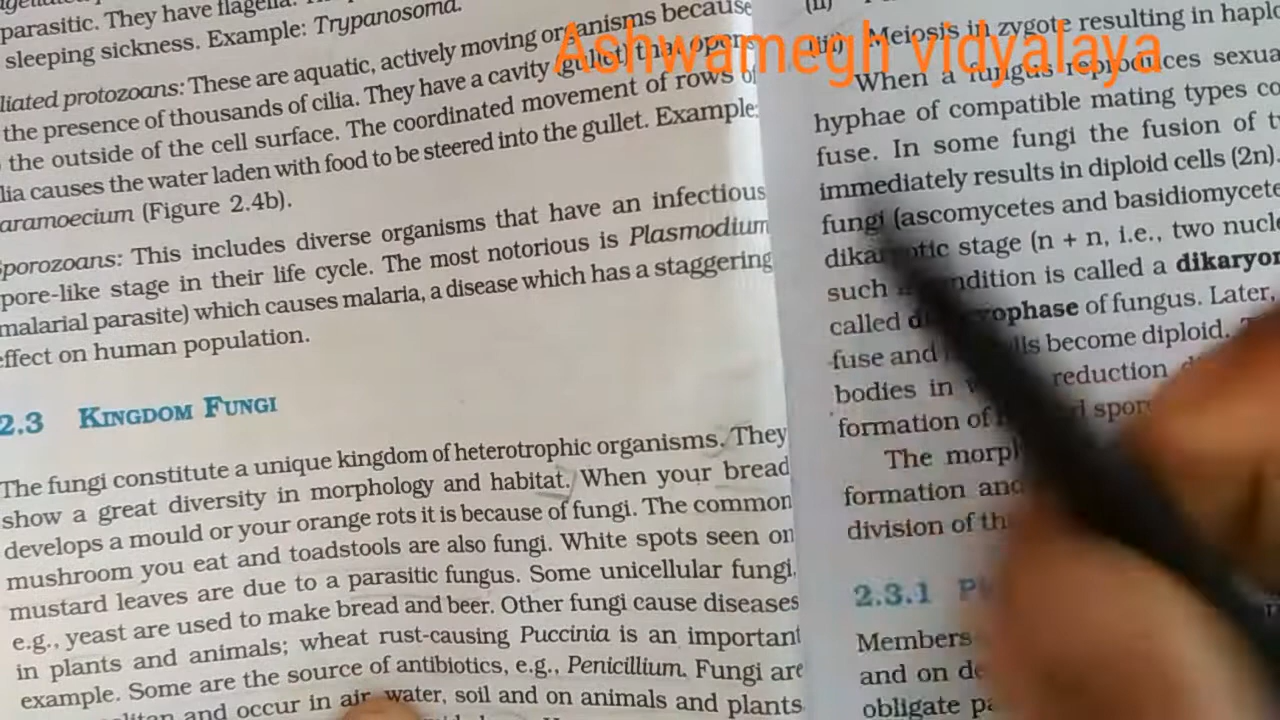 parasitic. They have flagella.
sleeping sickness. Example: Trypanosoma.
liated protozoans: These are aquatic, actively moving organisms because
the presence of thousands of cilia. They have a cavity (gullet) that opens
the outside of the cell surface. The coordinated movement of rows of
lia causes the water laden with food to be steered into the gullet. Example:
aramoecium (Figure 2.4b).
porozoans: This includes diverse organisms that have an infectious
pore-like stage in their life cycle. The most notorious is Plasmodium
malarial parasite) which causes malaria, a disease which has a staggering
effect on human population.
2.3 KINGDOM FUNGI
The fungi constitute a unique kingdom of heterotrophic organisms. They
show a great diversity in morphology and habitat. When your bread
develops a mould or your orange rots it is because of fungi. The common
mushroom you eat and toadstools are also fungi. White spots seen on
mustard leaves are due to a parasitic fungus. Some unicellular fungi,
e.g., yeast are used to make bread and beer. Other fungi cause diseases
in plants and animals; wheat rust-causing Puccinia is an important
example. Some are the source of antibiotics, e.g., Penicillium. Fungi are
and occur in air, water, soil and on animals and plants
Ashwamegh vidyalaya
(ii)
(iii) Meiosis in zygote resulting in haplo
When a fungus reproduces sexua
hyphae of compatible mating types co
fuse. In some fungi the fusion of t
immediately results in diploid cells (2n).
fungi (ascomycetes and basidiomycete
stage (n + n, i.e., two nucle
such ndition is called a dikaryor
called ophase of fungus. Later,
fuse and lls become diploid.
bodies in reduction
formation of spor
The morph
formation and
division of th
2.3.1
Members
and on de
obligate pa